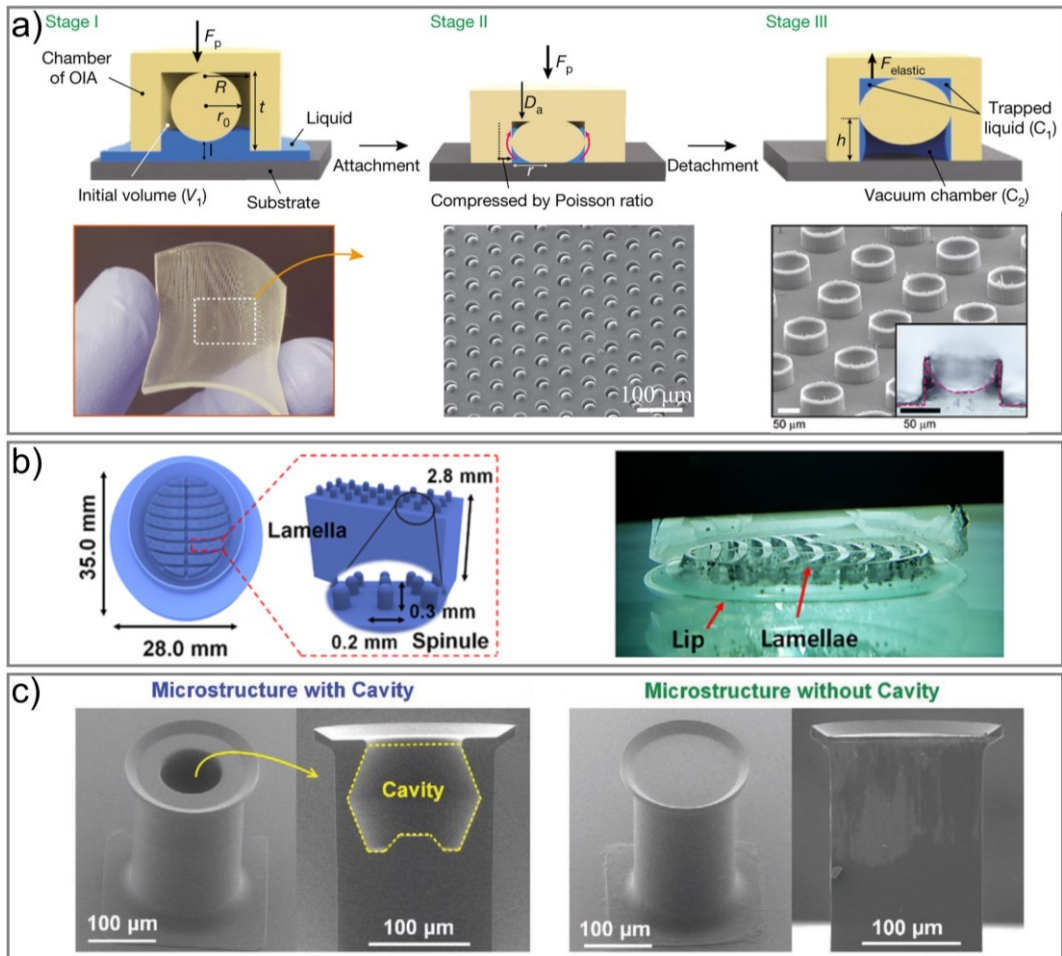 a)
Stage I
Stage II
Stage III
Fp
Chamber
of OIA
R
r0
t
Liquid
l
Initial volume (V1)
Substrate
Attachment
Fp
Da
r
Compressed by Poisson ratio
Detachment
Felastic
Trapped
liquid (C1)
h
Vacuum chamber (C2)
100 μm
50 μm
50 μm
b)
35.0 mm
28.0 mm
Lamella
2.8 mm
0.3 mm
0.2 mm
Spinule
Lip
Lamellae
c)
Microstructure with Cavity
Microstructure without Cavity
Cavity
100 μm
100 μm
100 μm
100 μm